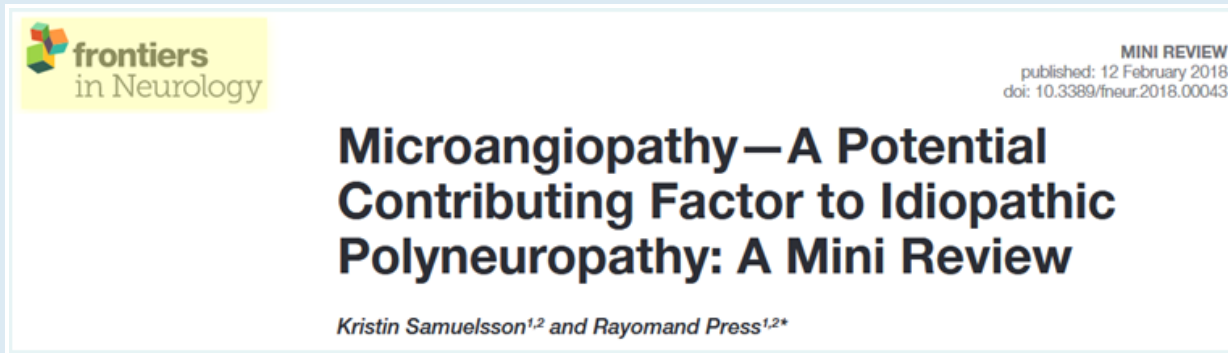 frontiers
in Neurology
MINI REVIEW
published: 12 February 2018
doi: 10.3389/fneur.2018.00043
Microangiopathy—A Potential
Contributing Factor to Idiopathic
Polyneuropathy: A Mini Review
Kristin Samuelsson1,2 and Rayomand Press1,2*